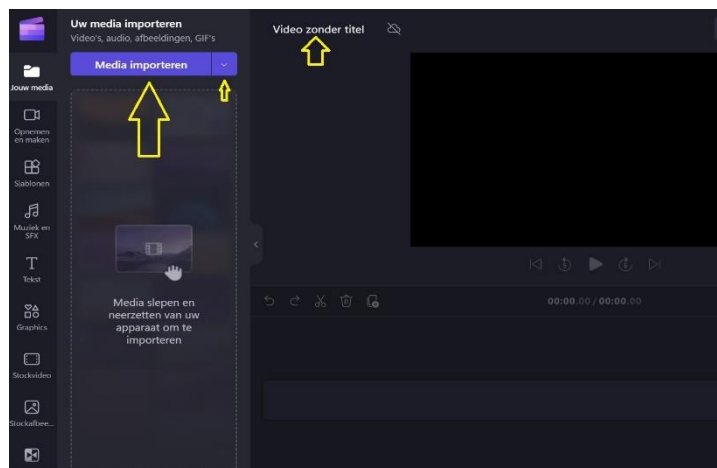 Uw media importeren
Video's, audio, afbeeldingen, GIF's
Media importeren
Video zonder titel
Jouw media
Opnemen
en maken
Sjablonen
Muziek en
SFX
Tekst
Graphics
Stockvideo
Stockafbee...
Media slepen en
neerzetten van uw
apparaat om te
importeren
5
5
00:00.00 / 00:00.00